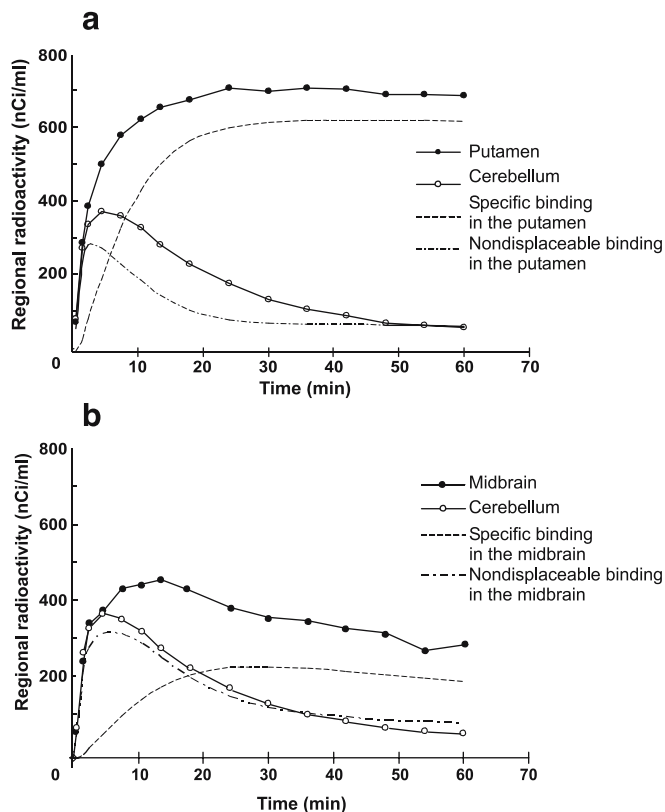 a
Regional radioactivity (nCi/ml)
800
600
400
200
0
10
20
30
40
50
60
70
Time (min)
Putamen
Cerebellum
Specific binding
in the putamen
Nondisplaceable binding
in the putamen
b
Regional radioactivity (nCi/ml)
800
600
400
200
0
10
20
30
40
50
60
70
Time (min)
Midbrain
Cerebellum
Specific binding
in the midbrain
Nondisplaceable binding
in the midbrain